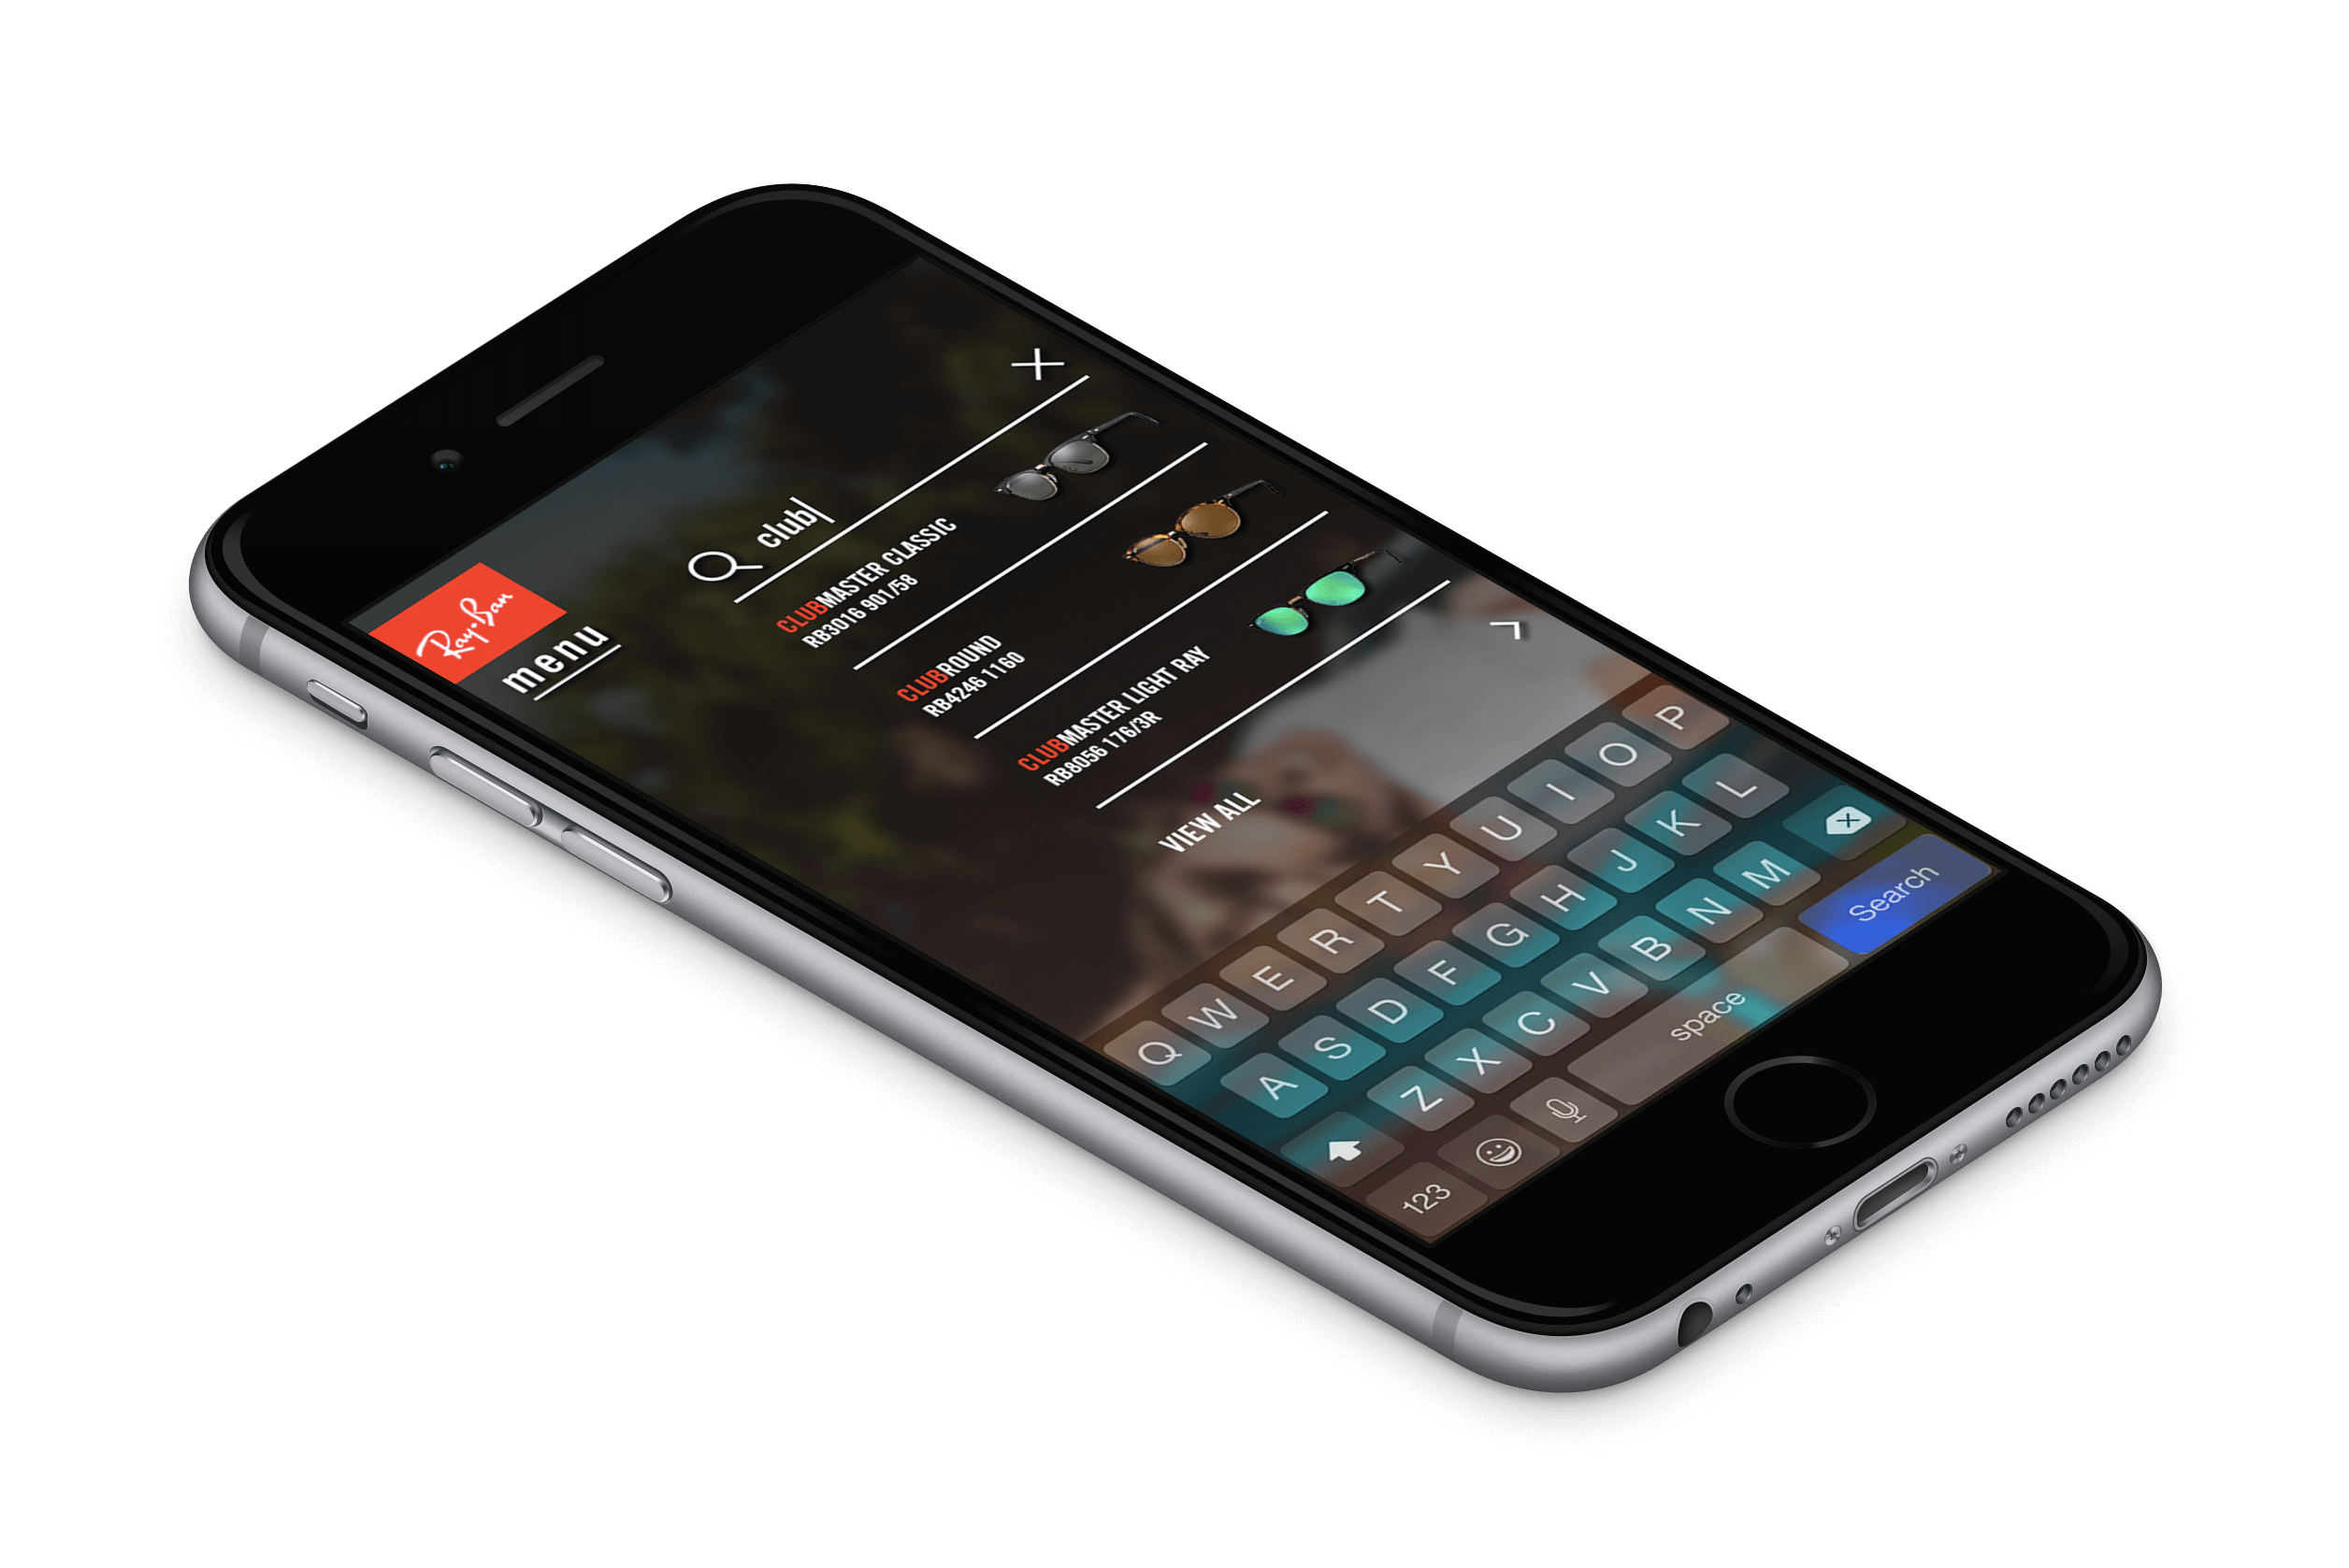 Ray-Ban
menu
club
CLUBMASTER CLASSIC
RB3016 901/58
CLUBROUND
RB4246 1160
CLUBMASTER LIGHT RAY
RB8056 176/3R
VIEW ALL
Q W E R T Y U I O P
A S D F G H J K L
Z X C V B N M
123 space Search